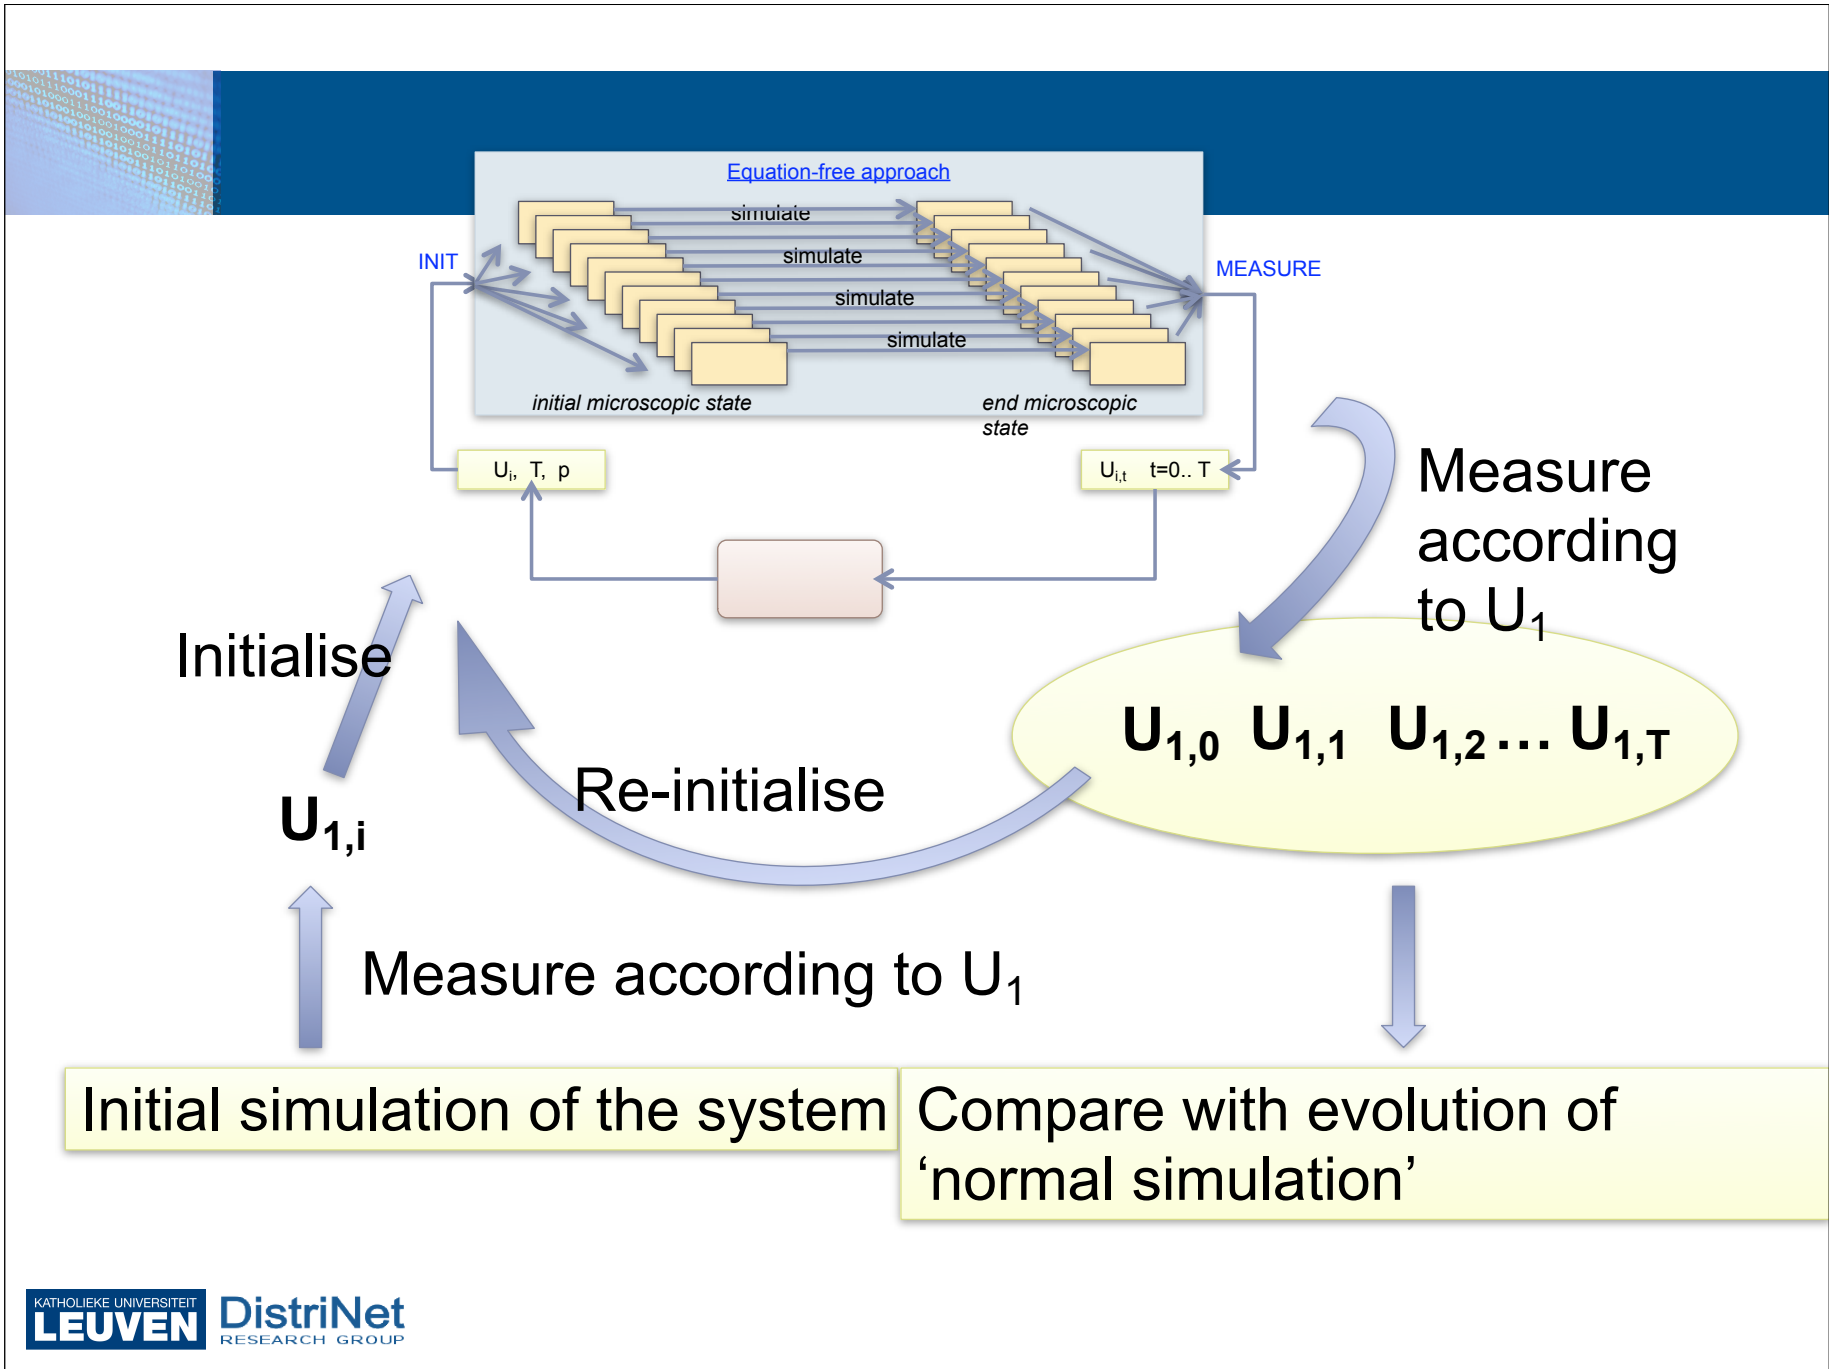 Equation-free approach
simulate
simulate
simulate
simulate
INIT
MEASURE
initial microscopic state
end microscopic
state
Uᵢ, T, p
Uᵢ,ₜ t=0.. T
Measure
according
to U₁
Initialise
U₁,₀ U₁,₁ U₁,₂ ... U₁,T
Re-initialise
U₁,ᵢ
Measure according to U₁
Initial simulation of the system
Compare with evolution of
‘normal simulation’
KATHOLIEKE UNIVERSITEIT
LEUVEN
DistriNet
RESEARCH GROUP